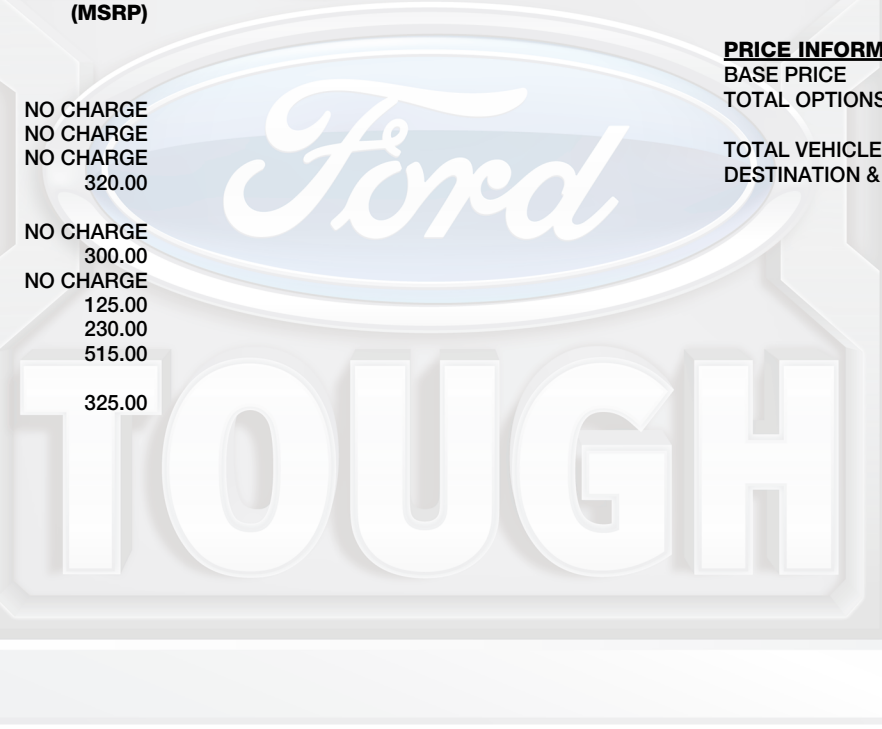 (MSRP)
NO CHARGE
NO CHARGE
NO CHARGE
320.00
NO CHARGE
300.00
NO CHARGE
125.00
230.00
515.00
325.00
PRICE INFORM
BASE PRICE
TOTAL OPTIONS
TOTAL VEHICLE
DESTINATION &
Ford
TOUGH